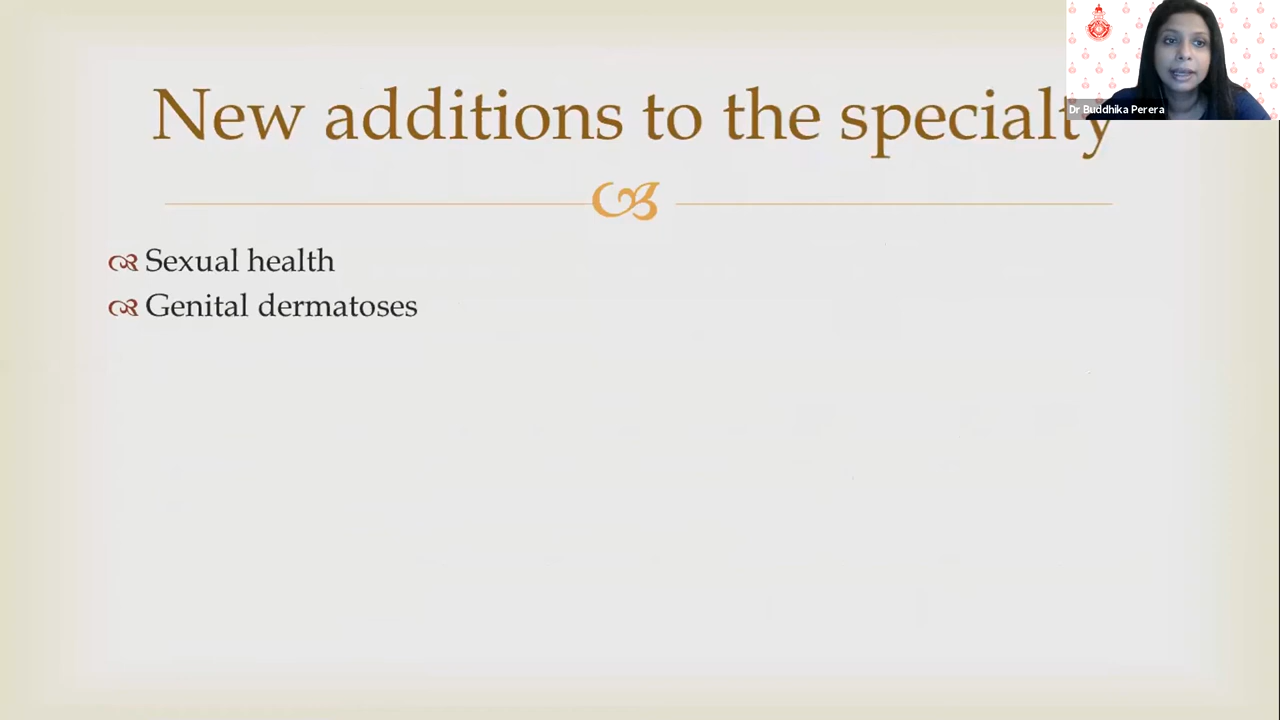 New additions to the specialty
Sexual health
Genital dermatoses
Dr Buddhika Perera